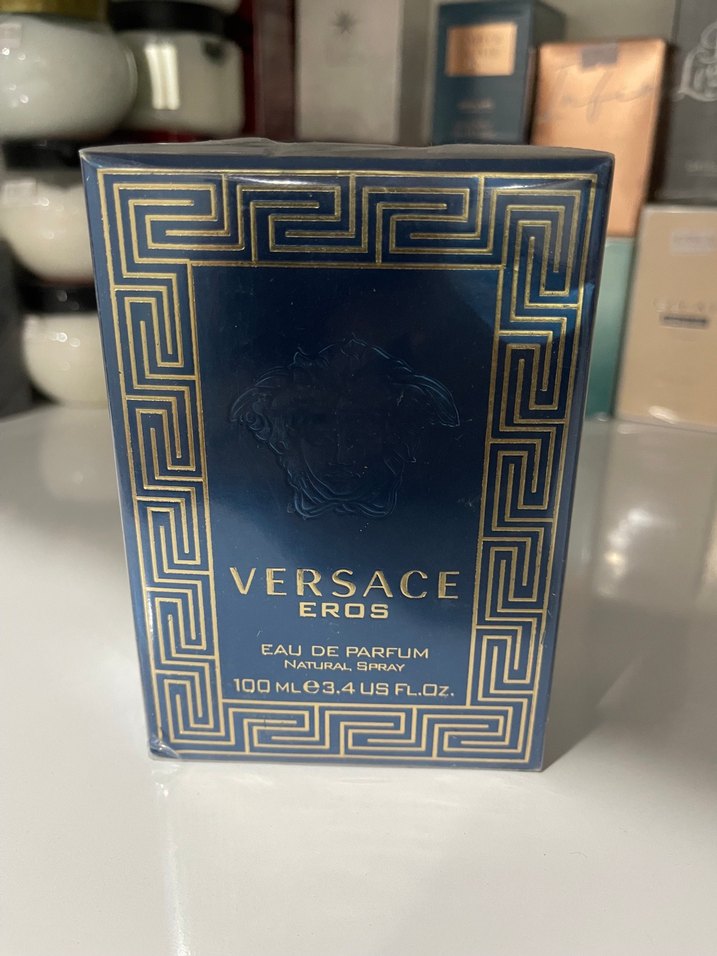 VERSACE
EROS
EAU DE PARFUM
NATURAL SPRAY
100 ML℮3.4 US FL.OZ.